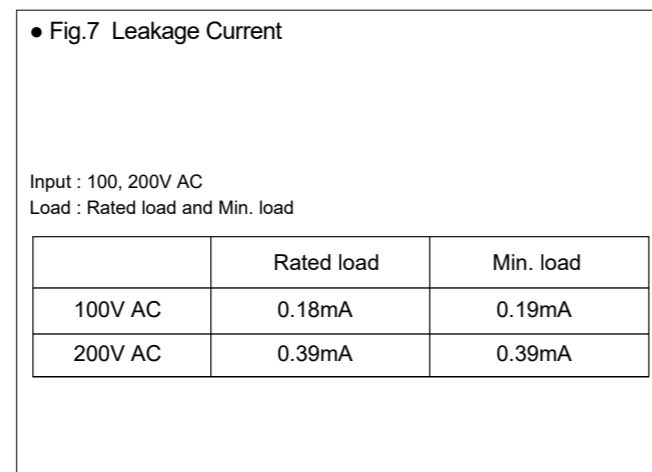 ● Fig.7 Leakage Current
Input : 100, 200V AC
Load : Rated load and Min. load
Rated load Min. load
100V AC 0.18mA 0.19mA
200V AC 0.39mA 0.39mA